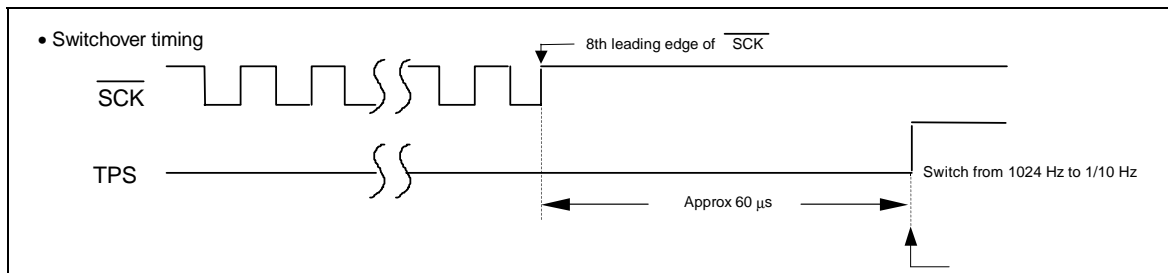 • Switchover timing
8th leading edge of SCK
SCK
TPS
Switch from 1024 Hz to 1/10 Hz
Approx 60 μs